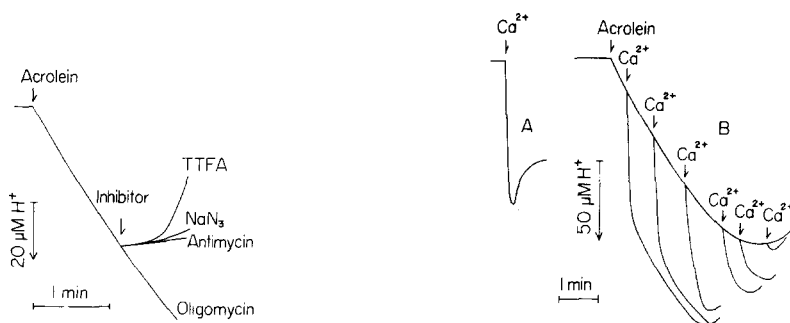 Acrolein
TTFA
Inhibitor
NaN₃
Antimycin
Oligomycin
20 µM H⁺
1 min
Ca²⁺
A
Acrolein
Ca²⁺
Ca²⁺
B
Ca²⁺
Ca²⁺
Ca²⁺
Ca²⁺
50 µM H⁺
1 min